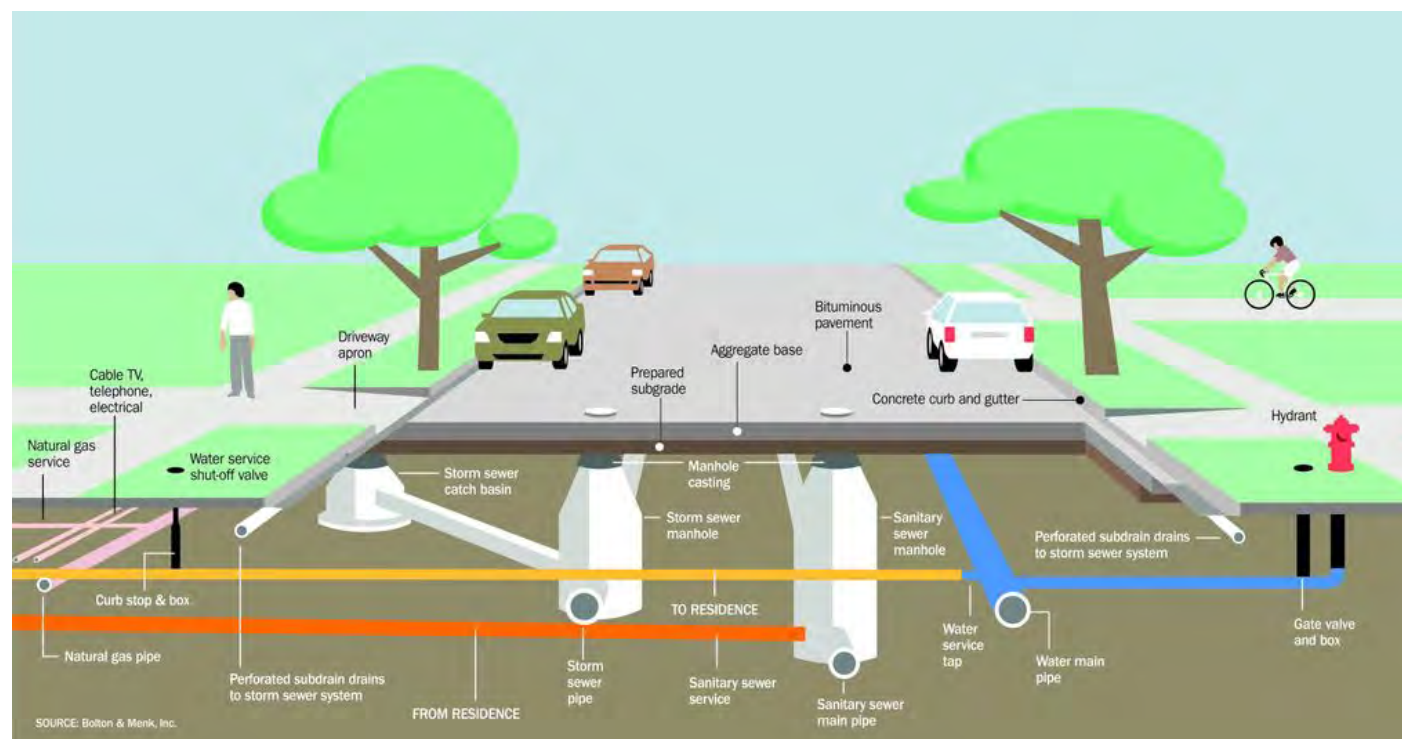 Bituminous
pavement
Driveway
apron
Aggregate base
Cable TV,
telephone,
electrical
Prepared
subgrade
Concrete curb and gutter
Hydrant
Natural gas
service
Water service
shut-off valve
Storm sewer
catch basin
Manhole
casting
Storm sewer
manhole
Sanitary
sewer
manhole
Perforated subdrain drains
to storm sewer system
Curb stop & box
TO RESIDENCE
Natural gas pipe
Perforated subdrain drains
to storm sewer system
FROM RESIDENCE
Storm
sewer
pipe
Sanitary sewer
service
Sanitary sewer
main pipe
Water
service
tap
Water main
pipe
Gate valve
and box
SOURCE: Bolton & Menk, Inc.